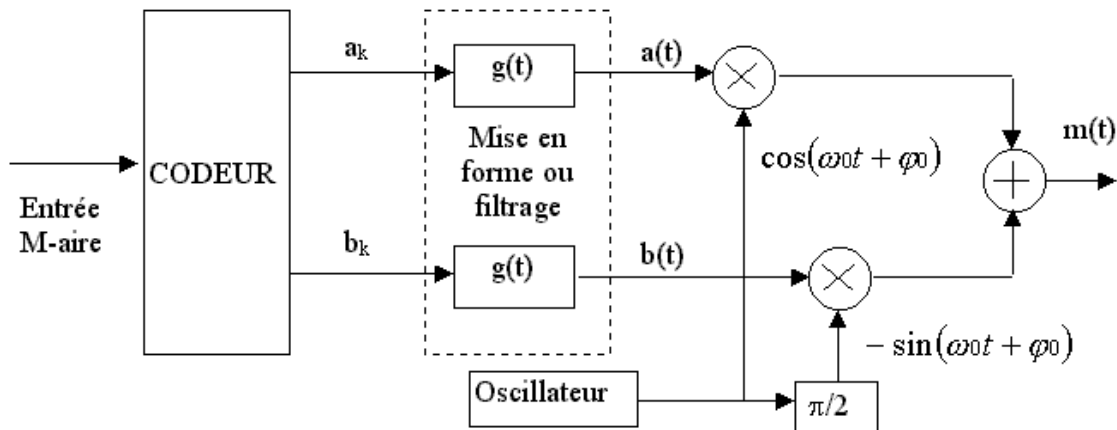 a_k
g(t)
a(t)
×
m(t)
CODEUR
Mise en
forme ou
filtrage
cos(ω0t + φ0)
+
Entrée
M-aire
b_k
g(t)
b(t)
×
− sin(ω0t + φ0)
Oscillateur
π/2